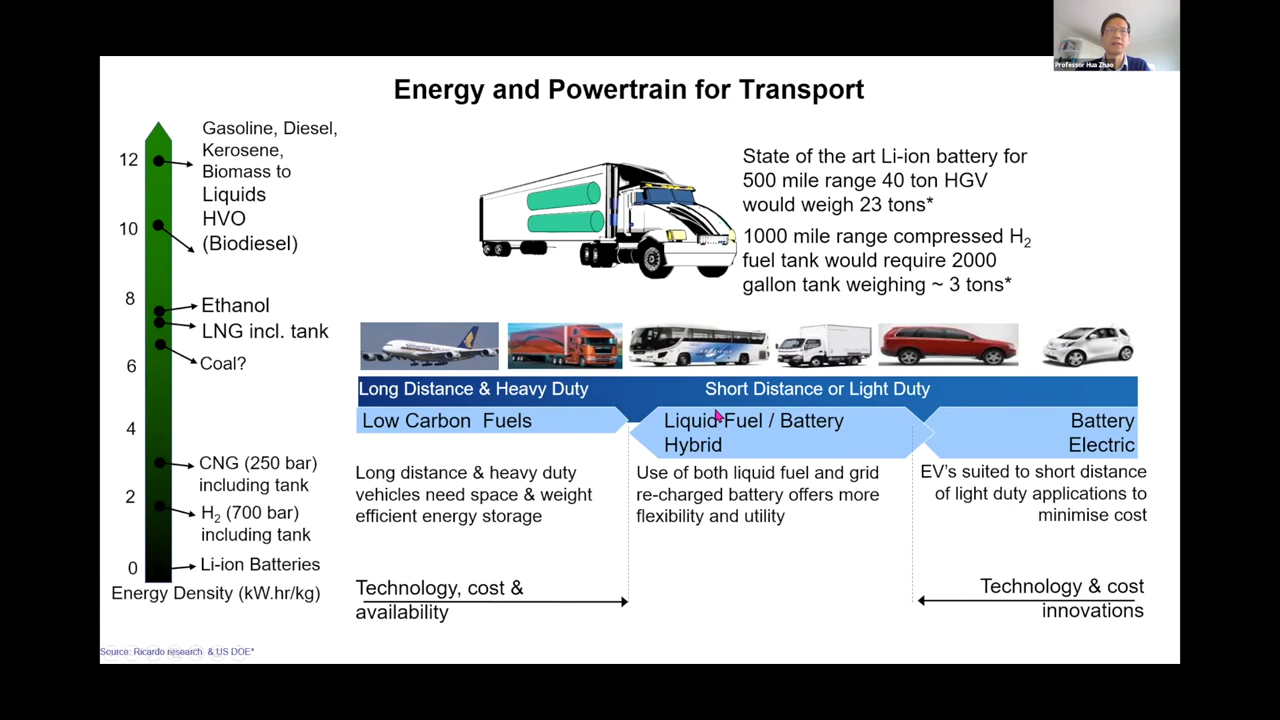 Professor Hua Zhao
Energy and Powertrain for Transport
12
10
8
6
4
2
0
Gasoline, Diesel,
Kerosene,
Biomass to
Liquids
HVO
(Biodiesel)
Ethanol
LNG incl. tank
Coal?
CNG (250 bar)
including tank
H2 (700 bar)
including tank
Li-ion Batteries
Energy Density (kW.hr/kg)
State of the art Li-ion battery for
500 mile range 40 ton HGV
would weigh 23 tons*
1000 mile range compressed H2
fuel tank would require 2000
gallon tank weighing ~ 3 tons*
Long Distance & Heavy Duty
Short Distance or Light Duty
Low Carbon Fuels
Liquid Fuel / Battery
Hybrid
Battery
Electric
Long distance & heavy duty
vehicles need space & weight
efficient energy storage
Use of both liquid fuel and grid
re-charged battery offers more
flexibility and utility
EV's suited to short distance
of light duty applications to
minimise cost
Technology, cost &
availability
Technology & cost
innovations
Source: Ricardo research & US DOE*